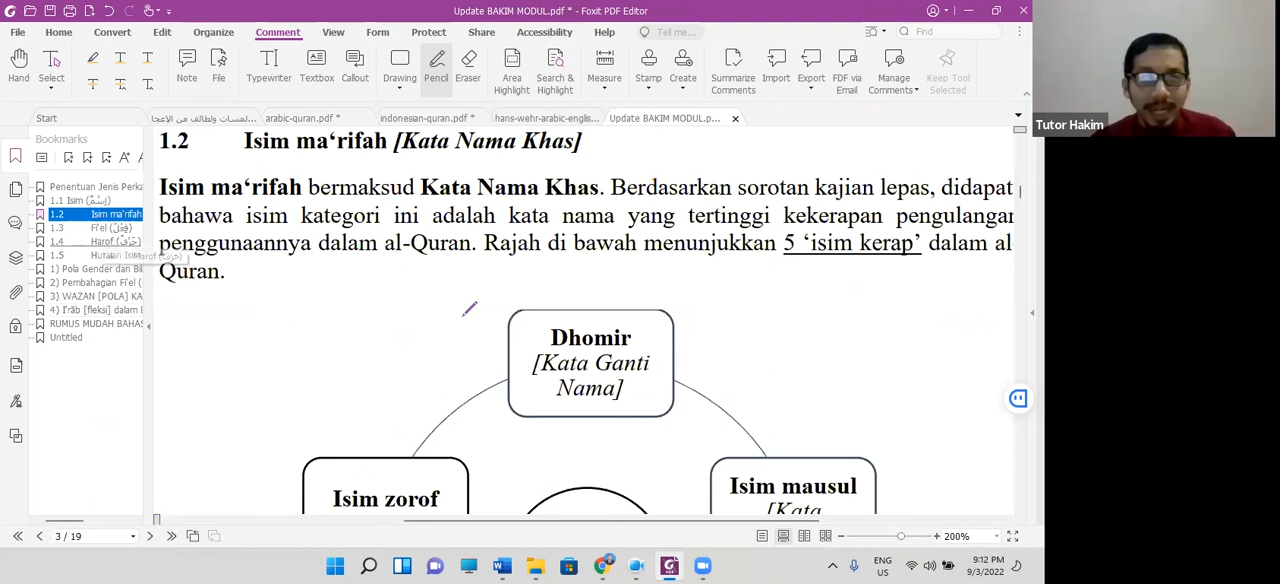 Update BAKIM MODUL.pdf * - Foxit PDF Editor
File Home Convert Edit Organize Comment View Form Protect Share Accessibility Help Tell me... Find
Hand Select Note File Typewriter Textbox Callout Drawing Pencil Eraser Area Highlight Search & Highlight Measure Stamp Create Summarize Comments Import Export FDF via Email Manage Comments Keep Tool Selected
Start لمسات ولطائف من الاعجا... arabic-quran.pdf * indonesian-quran.pdf * hans-wehr-arabic-englis... Update BAKIM MODUL.p...
Bookmarks
Penentuan Jenis Perka
1.1 Isim (إِسْمٌ)
1.2 Isim ma'rifah
1.3 Fi'el (فِعْلٌ)
1.4 Harof (حَرْفٌ)
1.5 Hutan Isim
1) Pola Gender dan Bil
2) Pembahagian Fi'el (
3) WAZAN [POLA] KA
4) I'rāb [fleksi] dalam B
RUMUS MUDAH BAHAS
Untitled
1.2 Isim ma‘rifah [Kata Nama Khas]
Isim ma‘rifah bermaksud Kata Nama Khas. Berdasarkan sorotan kajian lepas, didapat
bahawa isim kategori ini adalah kata nama yang tertinggi kekerapan pengulangan
penggunaannya dalam al-Quran. Rajah di bawah menunjukkan 5 ‘isim kerap’ dalam al-
Quran.
Dhomir
[Kata Ganti
Nama]
Isim zorof
Isim mausul
[Kata
Tutor Hakim
3 / 19
200%
ENG
US
9:12 PM
9/3/2022